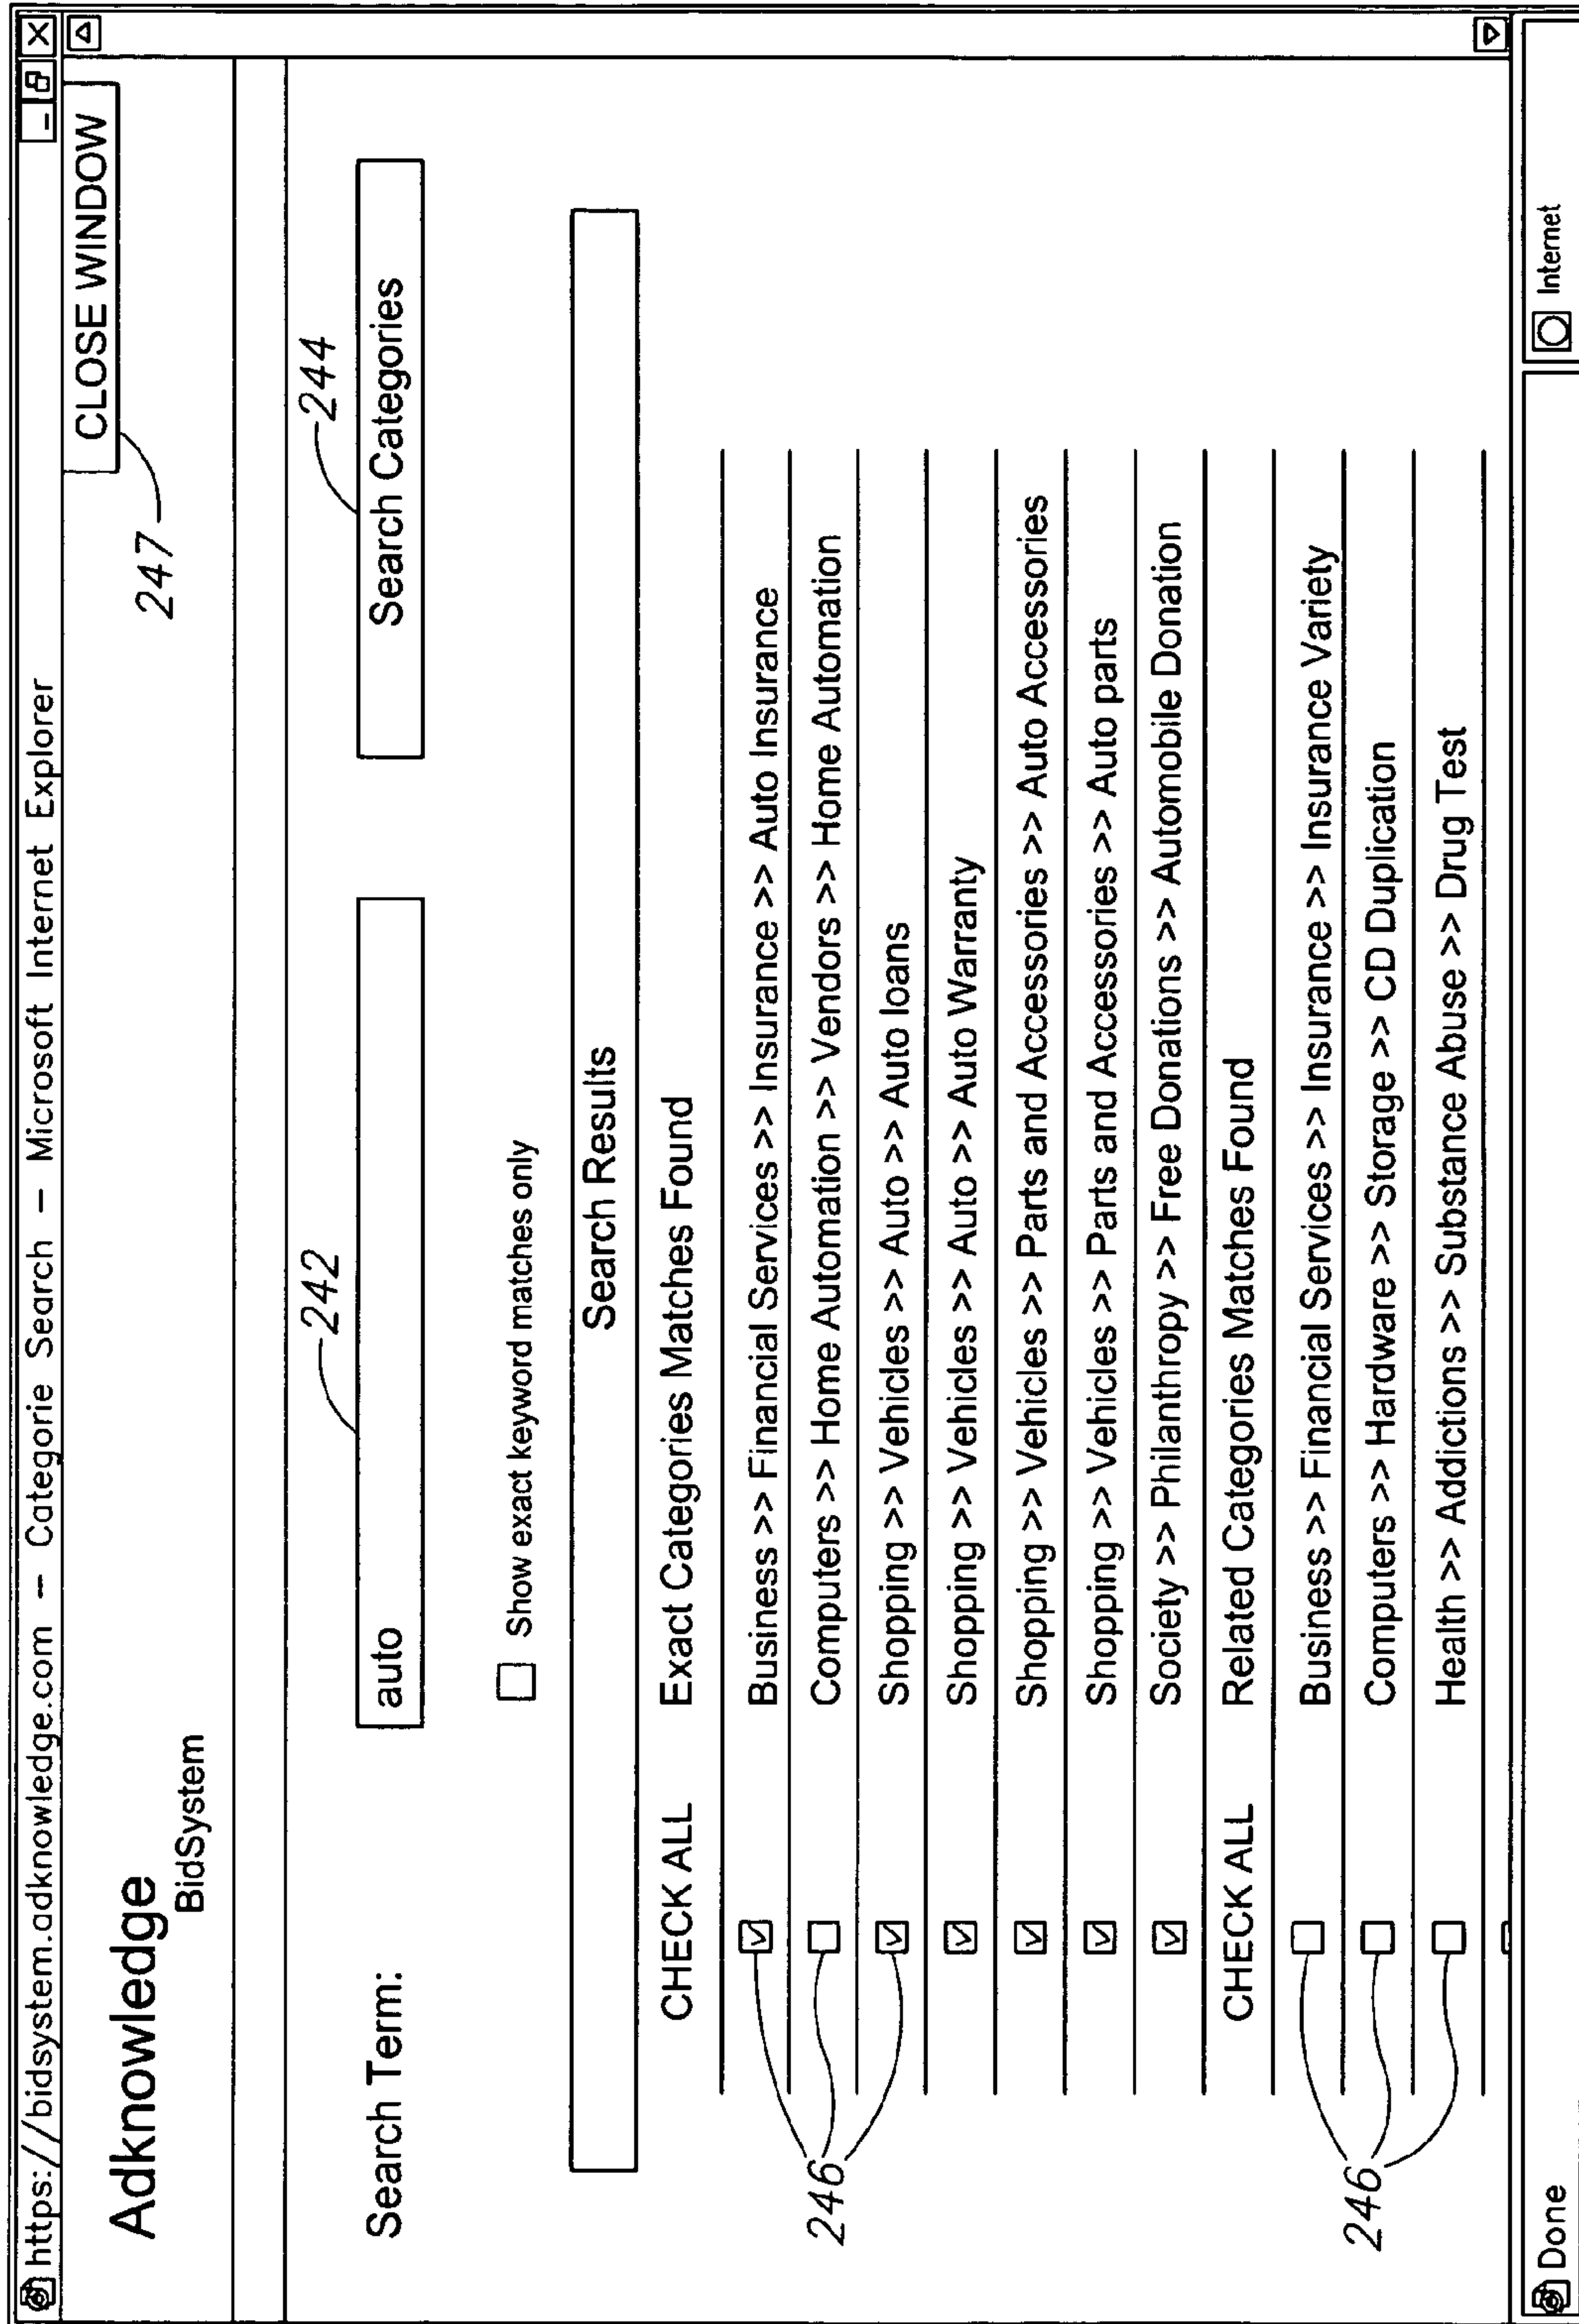 https://bidsystem.adknowledge.com -- Categorie Search — Microsoft Internet Explorer
CLOSE WINDOW
Adknowledge
BidSystem
247
242
244
Search Term:
auto
Search Categories
Show exact keyword matches only
Search Results
CHECK ALL Exact Categories Matches Found
Business >> Financial Services >> Insurance >> Auto Insurance
Computers >> Home Automation >> Vendors >> Home Automation
246
Shopping >> Vehicles >> Auto >> Auto loans
Shopping >> Vehicles >> Auto >> Auto Warranty
Shopping >> Vehicles >> Parts and Accessories >> Auto Accessories
Shopping >> Vehicles >> Parts and Accessories >> Auto parts
Society >> Philanthropy >> Free Donations >> Automobile Donation
CHECK ALL Related Categories Matches Found
Business >> Financial Services >> Insurance >> Insurance Variety
246
Computers >> Hardware >> Storage >> CD Duplication
Health >> Addictions >> Substance Abuse >> Drug Test
Done
Internet